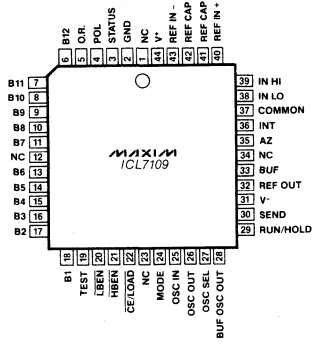 B12
O.R.
POL
STATUS
GND
NC
V+
REF IN -
REF CAP
REF CAP
REF IN +
6 5 4 3 2 1 44 43 42 41 40
B11 7
B10 8
B9 9
B8 10
B7 11
NC 12
B6 13
B5 14
B4 15
B3 16
B2 17
MAXIM
ICL7109
39 IN HI
38 IN LO
37 COMMON
36 INT
35 AZ
34 NC
33 BUF
32 REF OUT
31 V-
30 SEND
29 RUN/HOLD
18 19 20 21 22 23 24 25 26 27 28
B1
TEST
LBEN
HBEN
CE/LOAD
NC
MODE
OSC IN
OSC OUT
OSC SEL
BUF OSC OUT